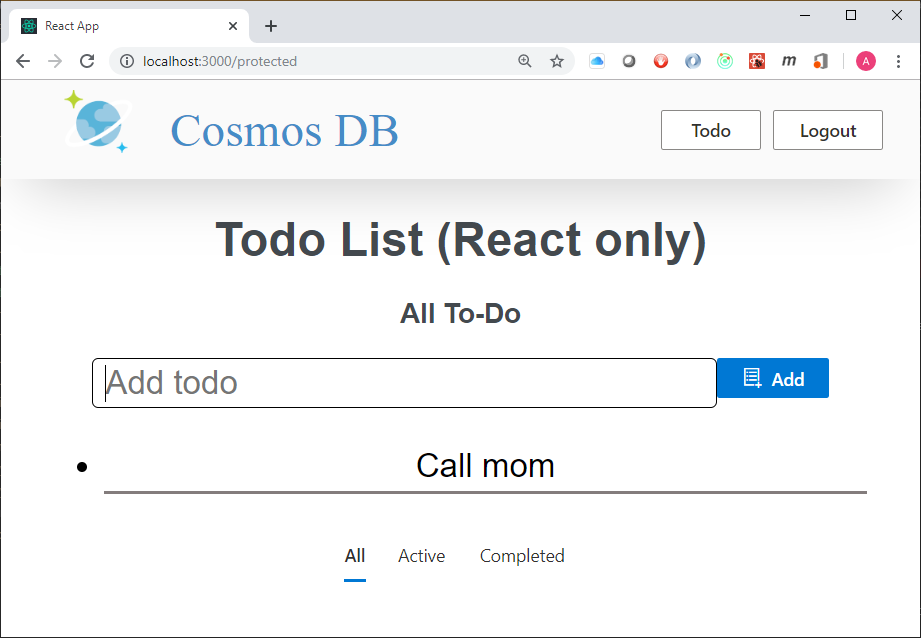 React App
localhost:3000/protected
m
A
Cosmos DB
Todo
Logout
Todo List (React only)
All To-Do
Add todo
Add
Call mom
All
Active
Completed